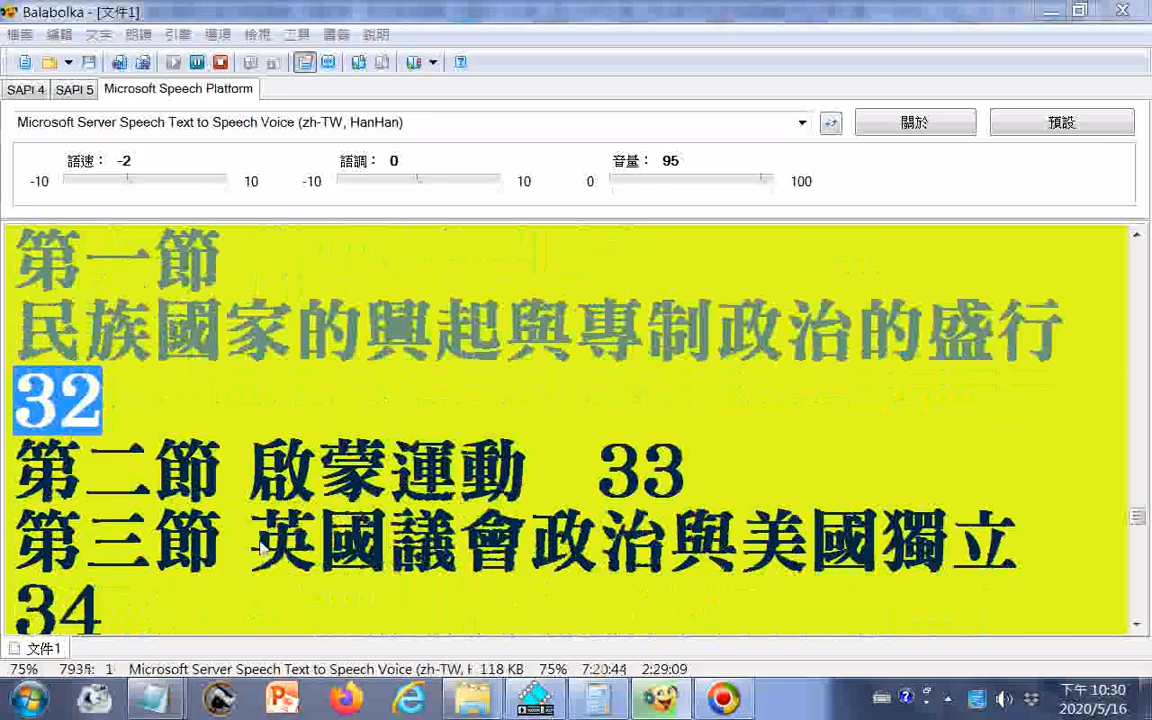 Balabolka - [文件1]
檔案 編輯 文字 朗讀 引擎 選項 檢視 工具 書籤 說明
SAPI 4 SAPI 5 Microsoft Speech Platform
Microsoft Server Speech Text to Speech Voice (zh-TW, HanHan) 關於 預設
語速： -2 語調： 0 音量： 95
-10 10 -10 10 0 100
第一節
民族國家的興起與專制政治的盛行
32
第二節 啟蒙運動 33
第三節 英國議會政治與美國獨立
34
文件1
75% 793행: 1 Microsoft Server Speech Text to Speech Voice (zh-TW, H 118 KB 75% 7:20:44 2:29:09
下午 10:30
2020/5/16